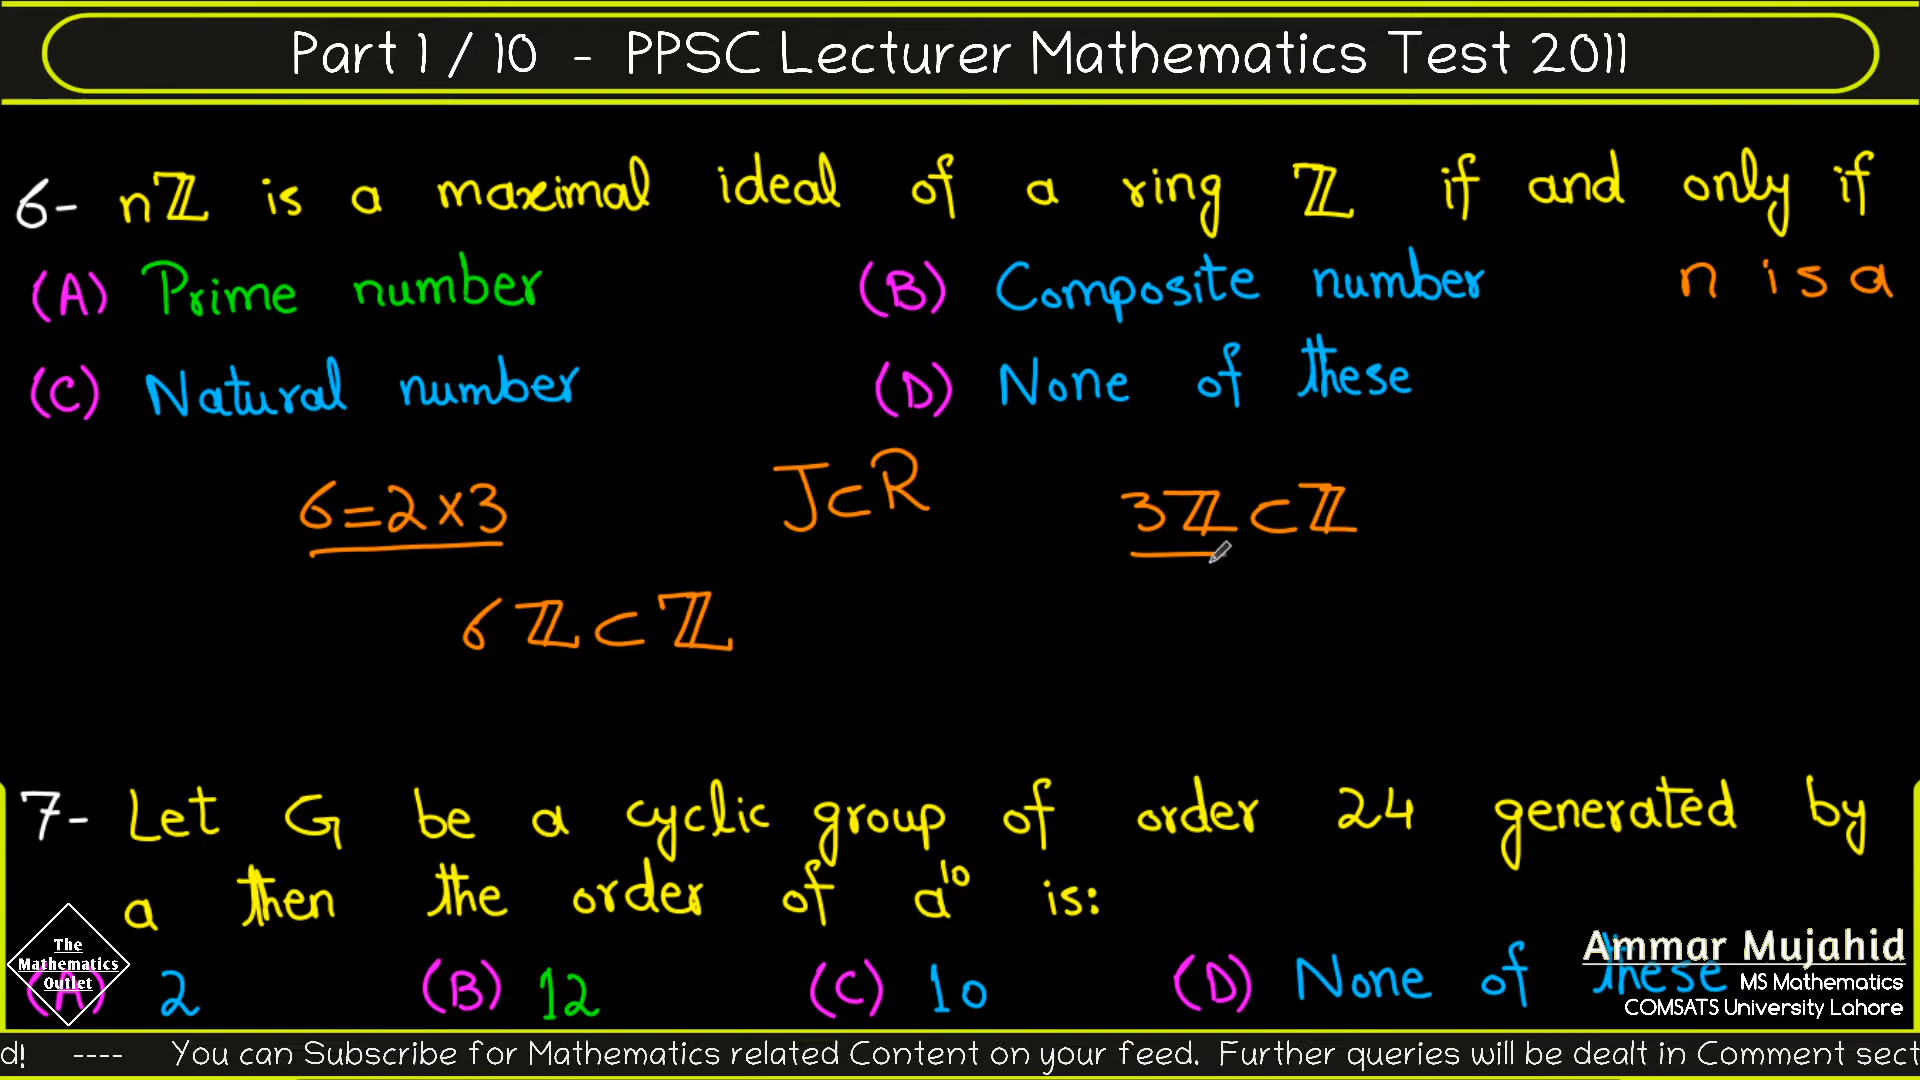 Part 1 / 10 - PPSC Lecturer Mathematics Test 2011
6- nℤ is a maximal ideal of a ring ℤ if and only if
n is a
(A) Prime number (B) Composite number
(C) Natural number (D) None of these
6=2×3 J⊂R 3ℤ⊂ℤ
6ℤ⊂ℤ
7- Let G be a cyclic group of order 24 generated by
a then the order of a¹⁰ is:
(A) 2 (B) 12 (C) 10 (D) None of these
The
Mathematics
Outlet
Ammar Mujahid
MS Mathematics
COMSATS University Lahore
d! ---- You can Subscribe for Mathematics related Content on your feed. Further queries will be dealt in Comment sect